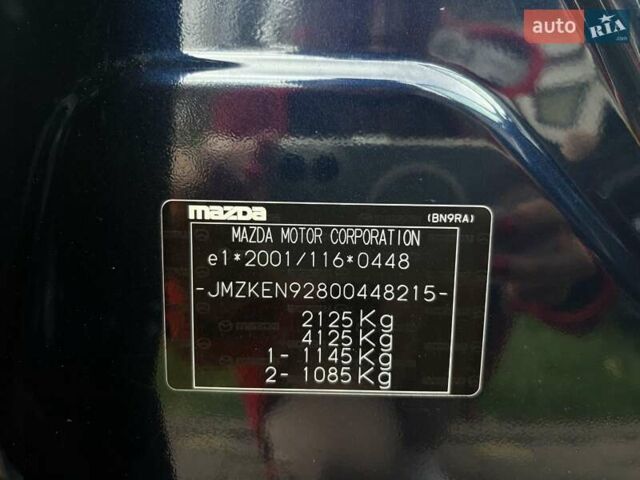 auto RIA
.com
mazda (BN9RA)
MAZDA MOTOR CORPORATION
e1*2001/116*0448
-JMZKEN92800448215-
2125 Kg
4125 Kg
1- 1145 Kg
2- 1085 Kg